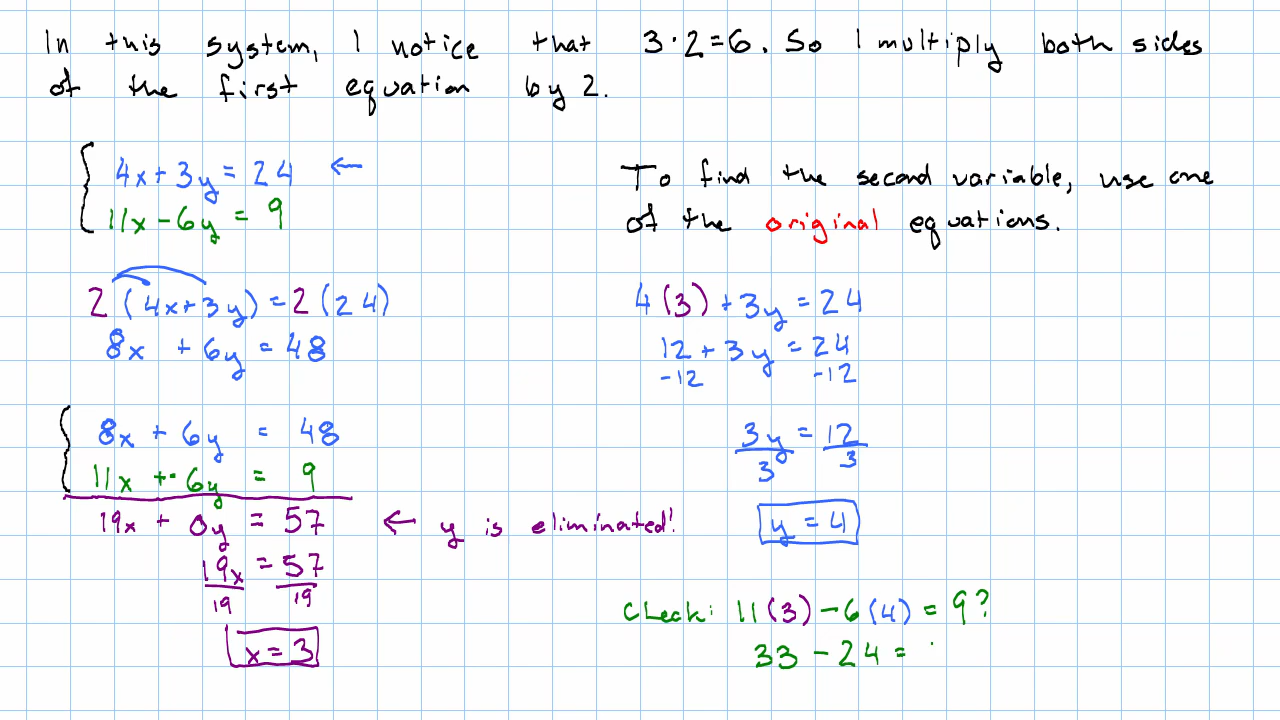 In this system, I notice that 3·2=6. So I multiply both sides
of the first equation by 2.
4x+3y=24 ←
11x-6y=9
2(4x+3y)=2(24)
8x+6y=48
8x+6y=48
11x+-6y=9
19x+0y=57 ← y is eliminated!
19x=57
19 19
x=3
To find the second variable, use one
of the original equations.
4(3)+3y=24
12+3y=24
-12 -12
3y=12
3 3
y=4
Check: 11(3)-6(4)=9?
33-24=